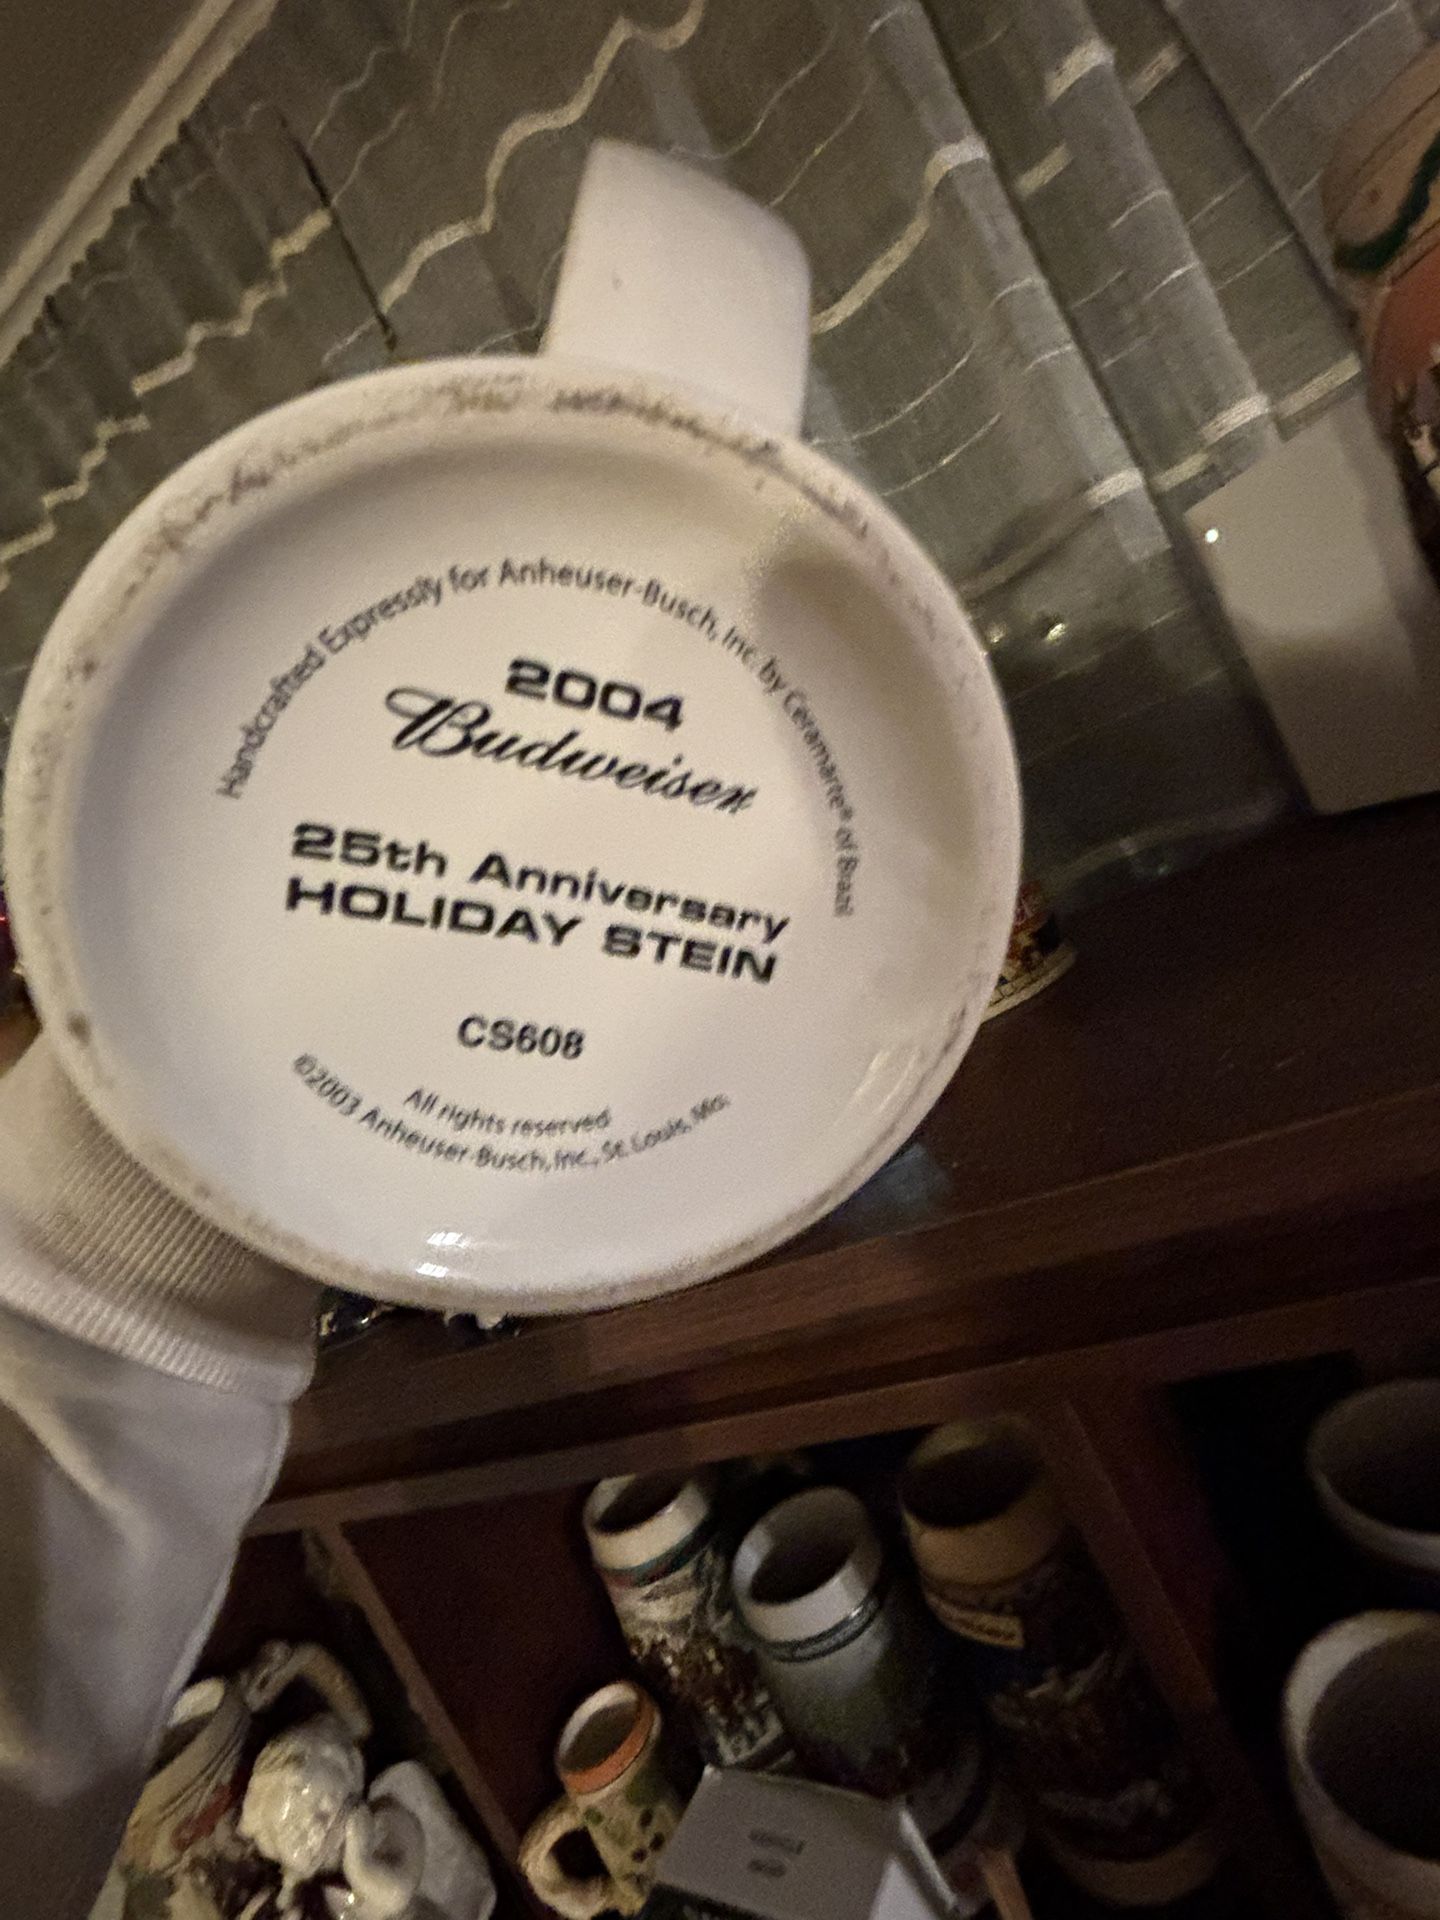 Handcrafted Expressly for Anheuser-Busch, Inc. by Ceramarte® of Brazil
2004
Budweiser
25th Anniversary
HOLIDAY STEIN
CS608
All rights reserved
©2003 Anheuser-Busch, Inc., St. Louis, Mo.